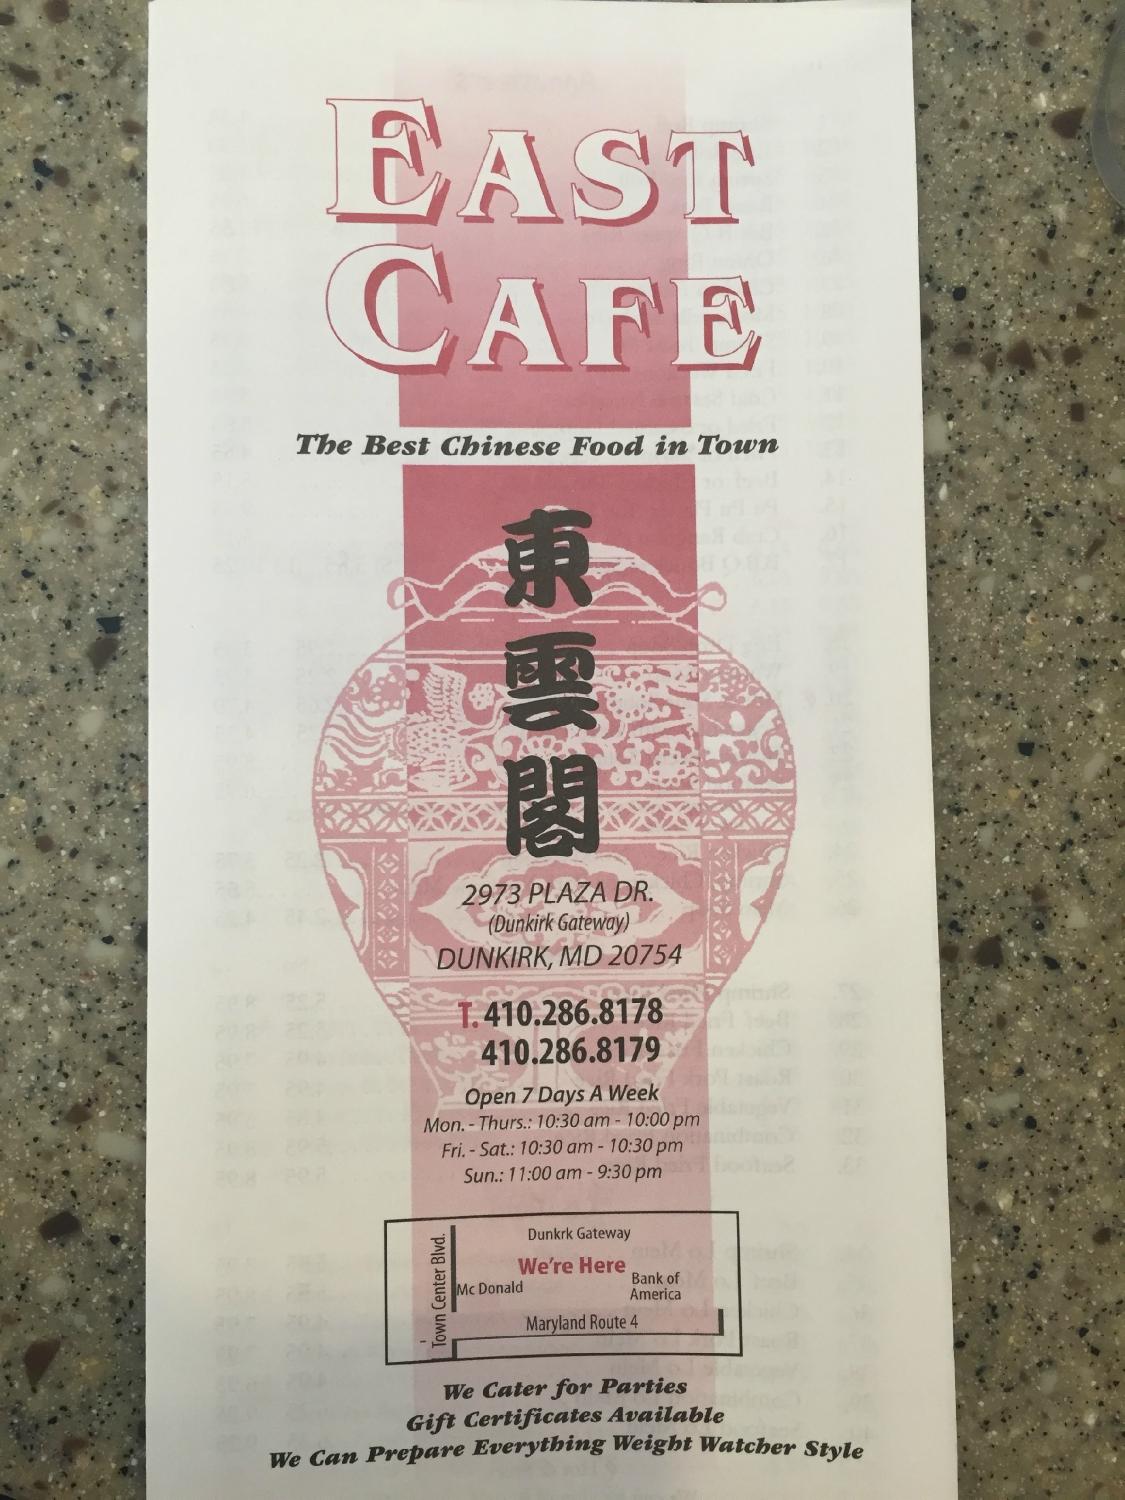 EAST
CAFE
The Best Chinese Food in Town
東
雲
閣
2973 PLAZA DR.
(Dunkirk Gateway)
DUNKIRK, MD 20754
T. 410.286.8178
410.286.8179
Open 7 Days A Week
Mon. - Thurs.: 10:30 am - 10:00 pm
Fri. - Sat.: 10:30 am - 10:30 pm
Sun.: 11:00 am - 9:30 pm
Town Center Blvd.
Dunkrk Gateway
We're Here
Mc Donald
Bank of
America
Maryland Route 4
We Cater for Parties
Gift Certificates Available
We Can Prepare Everything Weight Watcher Style